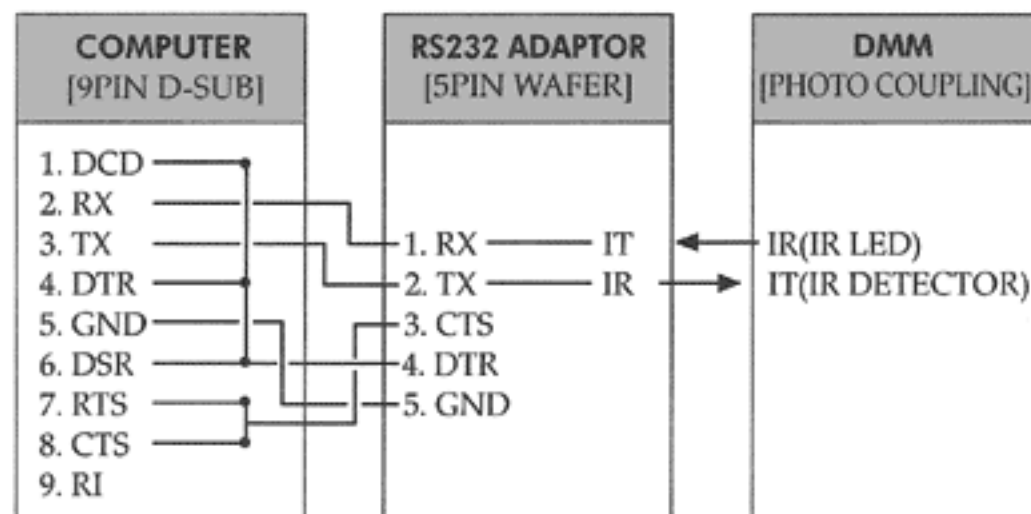 COMPUTER
[9PIN D-SUB]
1. DCD
2. RX
3. TX
4. DTR
5. GND
6. DSR
7. RTS
8. CTS
9. RI
RS232 ADAPTOR
[5PIN WAFER]
1. RX IT
2. TX IR
3. CTS
4. DTR
5. GND
DMM
[PHOTO COUPLING]
IR(IR LED)
IT(IR DETECTOR)